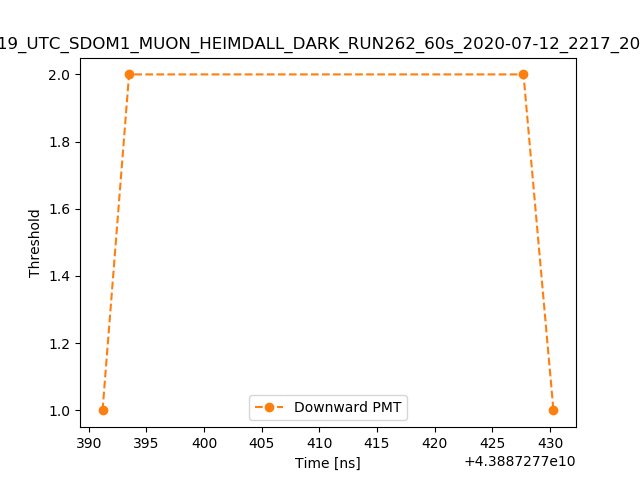 19_UTC_SDOM1_MUON_HEIMDALL_DARK_RUN262_60s_2020-07-12_2217_20
2.0
1.8
1.6
1.4
1.2
1.0
Threshold
Downward PMT
390 395 400 405 410 415 420 425 430
Time [ns]
+4.3887277e10